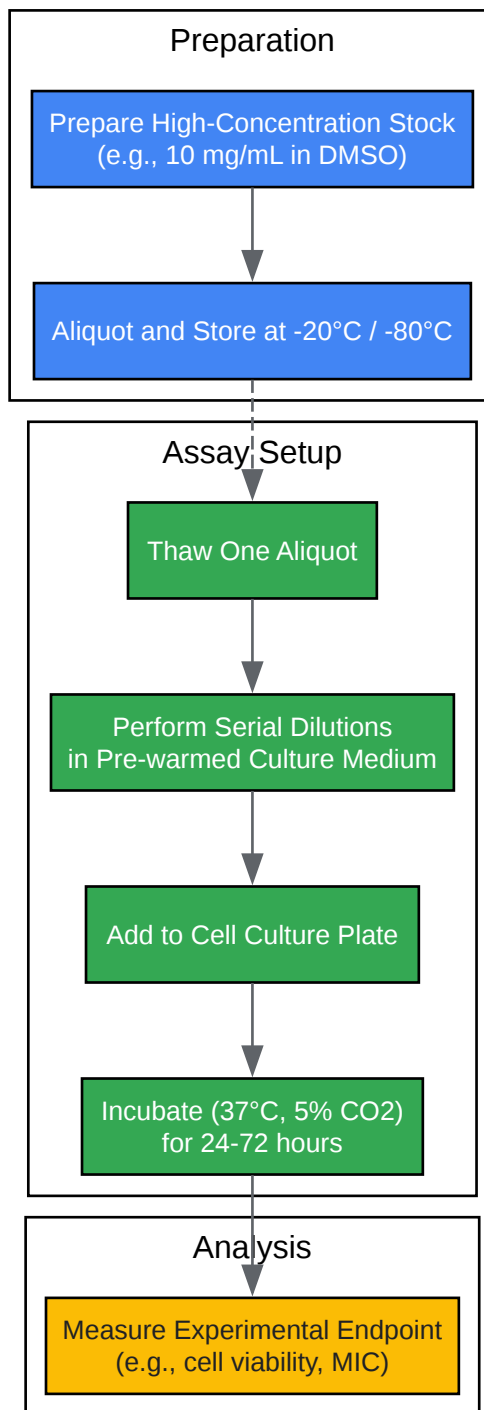 Preparation
Prepare High-Concentration Stock
(e.g., 10 mg/mL in DMSO)
Aliquot and Store at -20°C / -80°C
Assay Setup
Thaw One Aliquot
Perform Serial Dilutions
in Pre-warmed Culture Medium
Add to Cell Culture Plate
Incubate (37°C, 5% CO2)
for 24-72 hours
Analysis
Measure Experimental Endpoint
(e.g., cell viability, MIC)